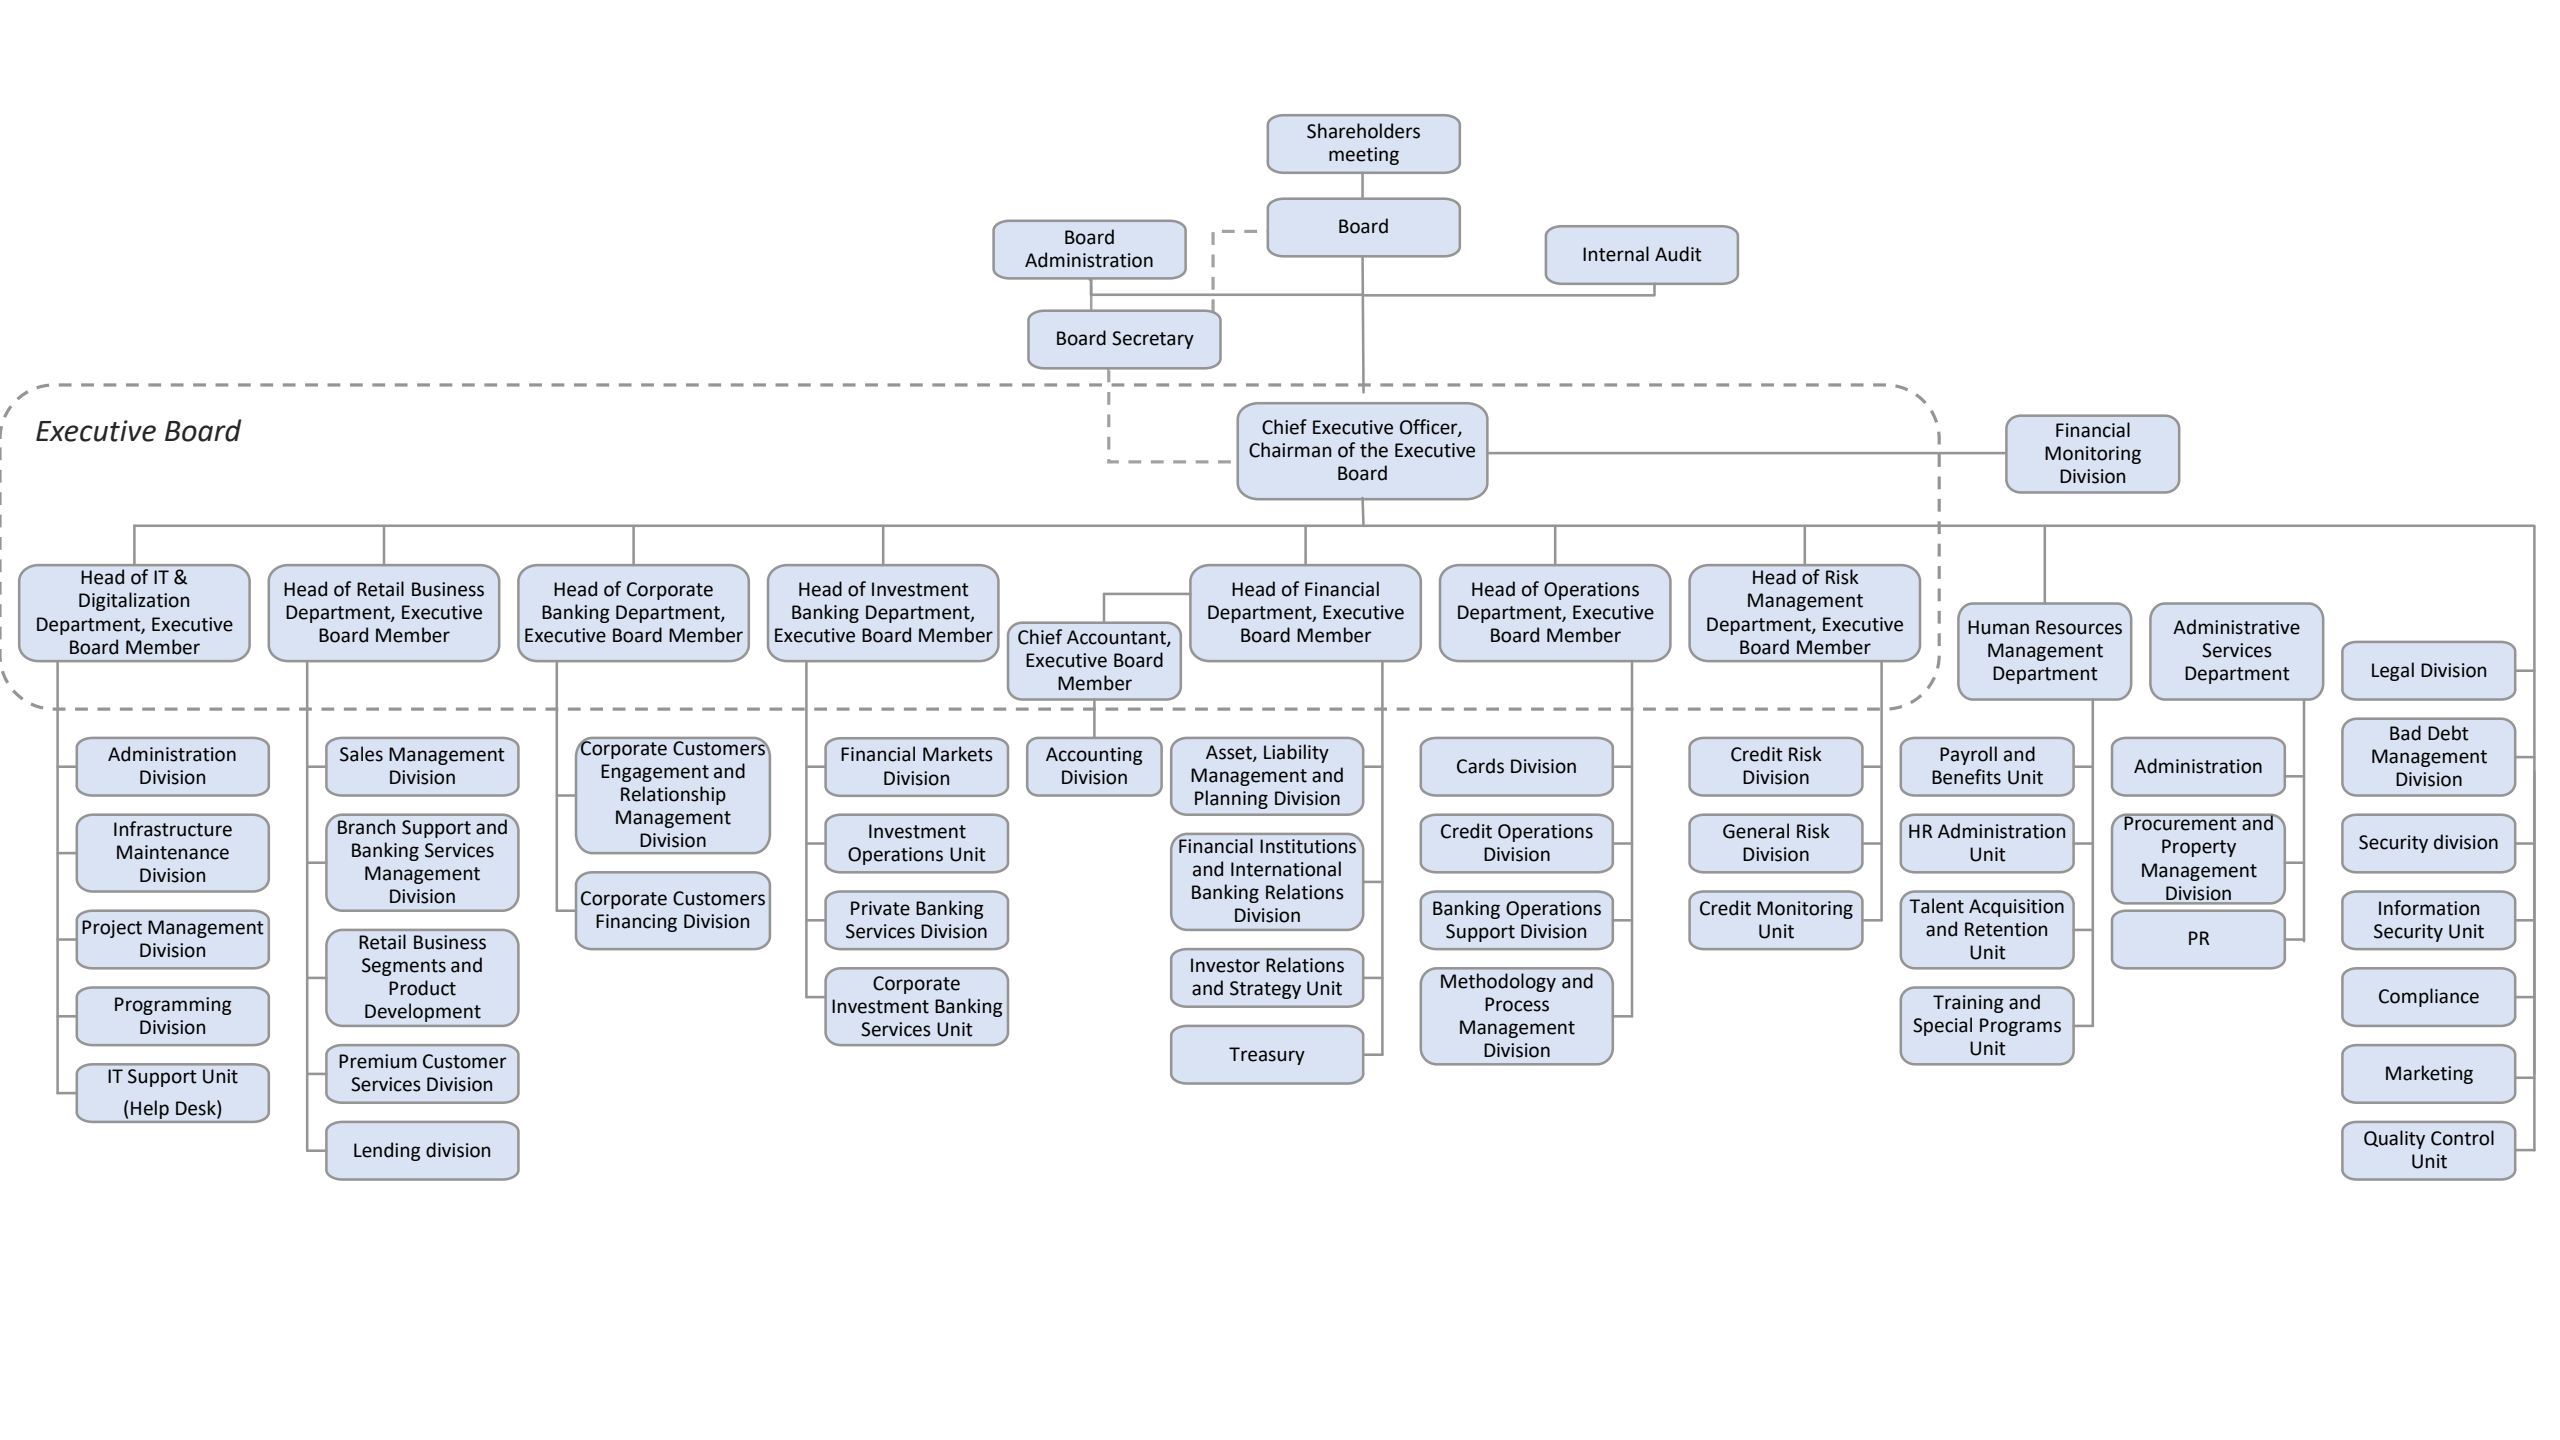 Shareholders
meeting
Board
Board
Administration
Internal Audit
Board Secretary
Executive Board
Chief Executive Officer,
Chairman of the Executive
Board
Financial
Monitoring
Division
Head of IT &
Digitalization
Department, Executive
Board Member
Head of Retail Business
Department, Executive
Board Member
Head of Corporate
Banking Department,
Executive Board Member
Head of Investment
Banking Department,
Executive Board Member
Chief Accountant,
Executive Board
Member
Head of Financial
Department, Executive
Board Member
Head of Operations
Department, Executive
Board Member
Head of Risk
Management
Department, Executive
Board Member
Human Resources
Management
Department
Administrative
Services
Department
Administration
Division
Infrastructure
Maintenance
Division
Project Management
Division
Programming
Division
IT Support Unit
(Help Desk)
Sales Management
Division
Branch Support and
Banking Services
Management
Division
Retail Business
Segments and
Product
Development
Premium Customer
Services Division
Lending division
Corporate Customers
Engagement and
Relationship
Management
Division
Corporate Customers
Financing Division
Financial Markets
Division
Investment
Operations Unit
Private Banking
Services Division
Corporate
Investment Banking
Services Unit
Accounting
Division
Asset, Liability
Management and
Planning Division
Financial Institutions
and International
Banking Relations
Division
Investor Relations
and Strategy Unit
Treasury
Cards Division
Credit Operations
Division
Banking Operations
Support Division
Methodology and
Process
Management
Division
Credit Risk
Division
General Risk
Division
Credit Monitoring
Unit
Payroll and
Benefits Unit
HR Administration
Unit
Talent Acquisition
and Retention
Unit
Training and
Special Programs
Unit
Administration
Procurement and
Property
Management
Division
PR
Legal Division
Bad Debt
Management
Division
Security division
Information
Security Unit
Compliance
Marketing
Quality Control
Unit